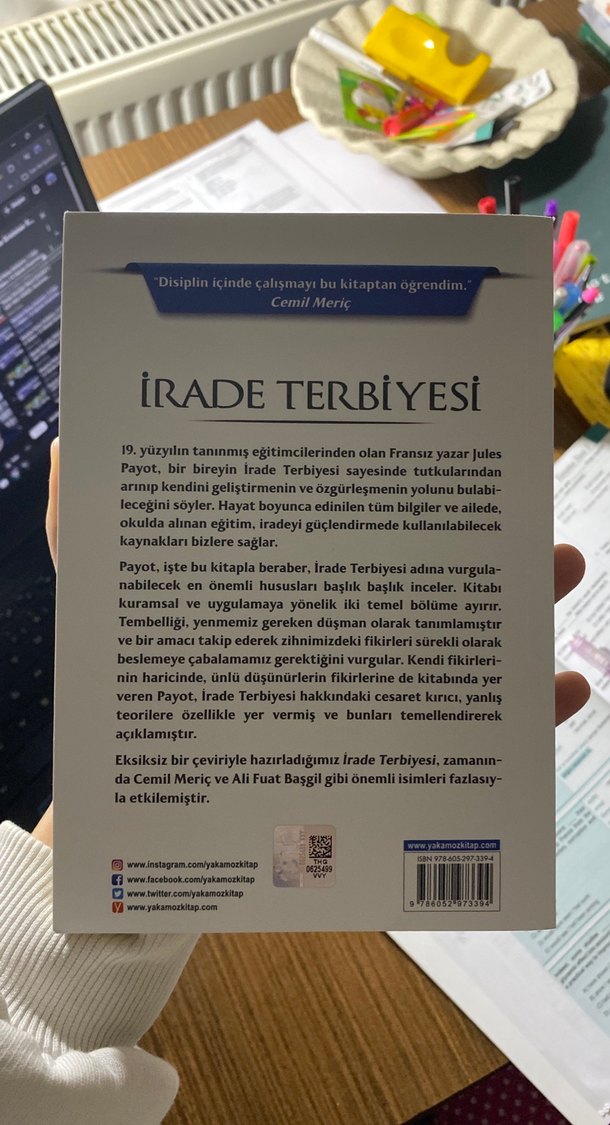 "Disiplin içinde çalışmayı bu kitaptan öğrendim."
Cemil Meriç
İRADE TERBİYESİ
19. yüzyılın tanınmış eğitimcilerinden olan Fransız yazar Jules
Payot, bir bireyin İrade Terbiyesi sayesinde tutkularından
arınıp kendini geliştirmenin ve özgürleşmenin yolunu bulabi-
leceğini söyler. Hayat boyunca edinilen tüm bilgiler ve ailede,
okulda alınan eğitim, iradeyi güçlendirmede kullanılabilecek
kaynakları bizlere sağlar.
Payot, işte bu kitapla beraber, İrade Terbiyesi adına vurgula-
nabilecek en önemli hususları başlık başlık inceler. Kitabı
kuramsal ve uygulamaya yönelik iki temel bölüme ayırır.
Tembelliği, yenmemiz gereken düşman olarak tanımlamıştır
ve bir amacı takip ederek zihnimizdeki fikirleri sürekli olarak
beslemeye çabalamamız gerektiğini vurgular. Kendi fikirleri-
nin haricinde, ünlü düşünürlerin fikirlerine de kitabında yer
veren Payot, İrade Terbiyesi hakkındaki cesaret kırıcı, yanlış
teorilere özellikle yer vermiş ve bunları temellendirerek
açıklamıştır.
Eksiksiz bir çeviriyle hazırladığımız İrade Terbiyesi, zamanın-
da Cemil Meriç ve Ali Fuat Başgil gibi önemli isimleri fazlasıy-
la etkilemiştir.
www.instagram.com/yakamozkitap
www.facebook.com/yakamozkitap
www.twitter.com/yakamozkitap
www.yakamozkitap.com
THG
0625499
VVY
www.yakamozkitap.com
ISBN 978-605-297-339-4
9 786052 973394